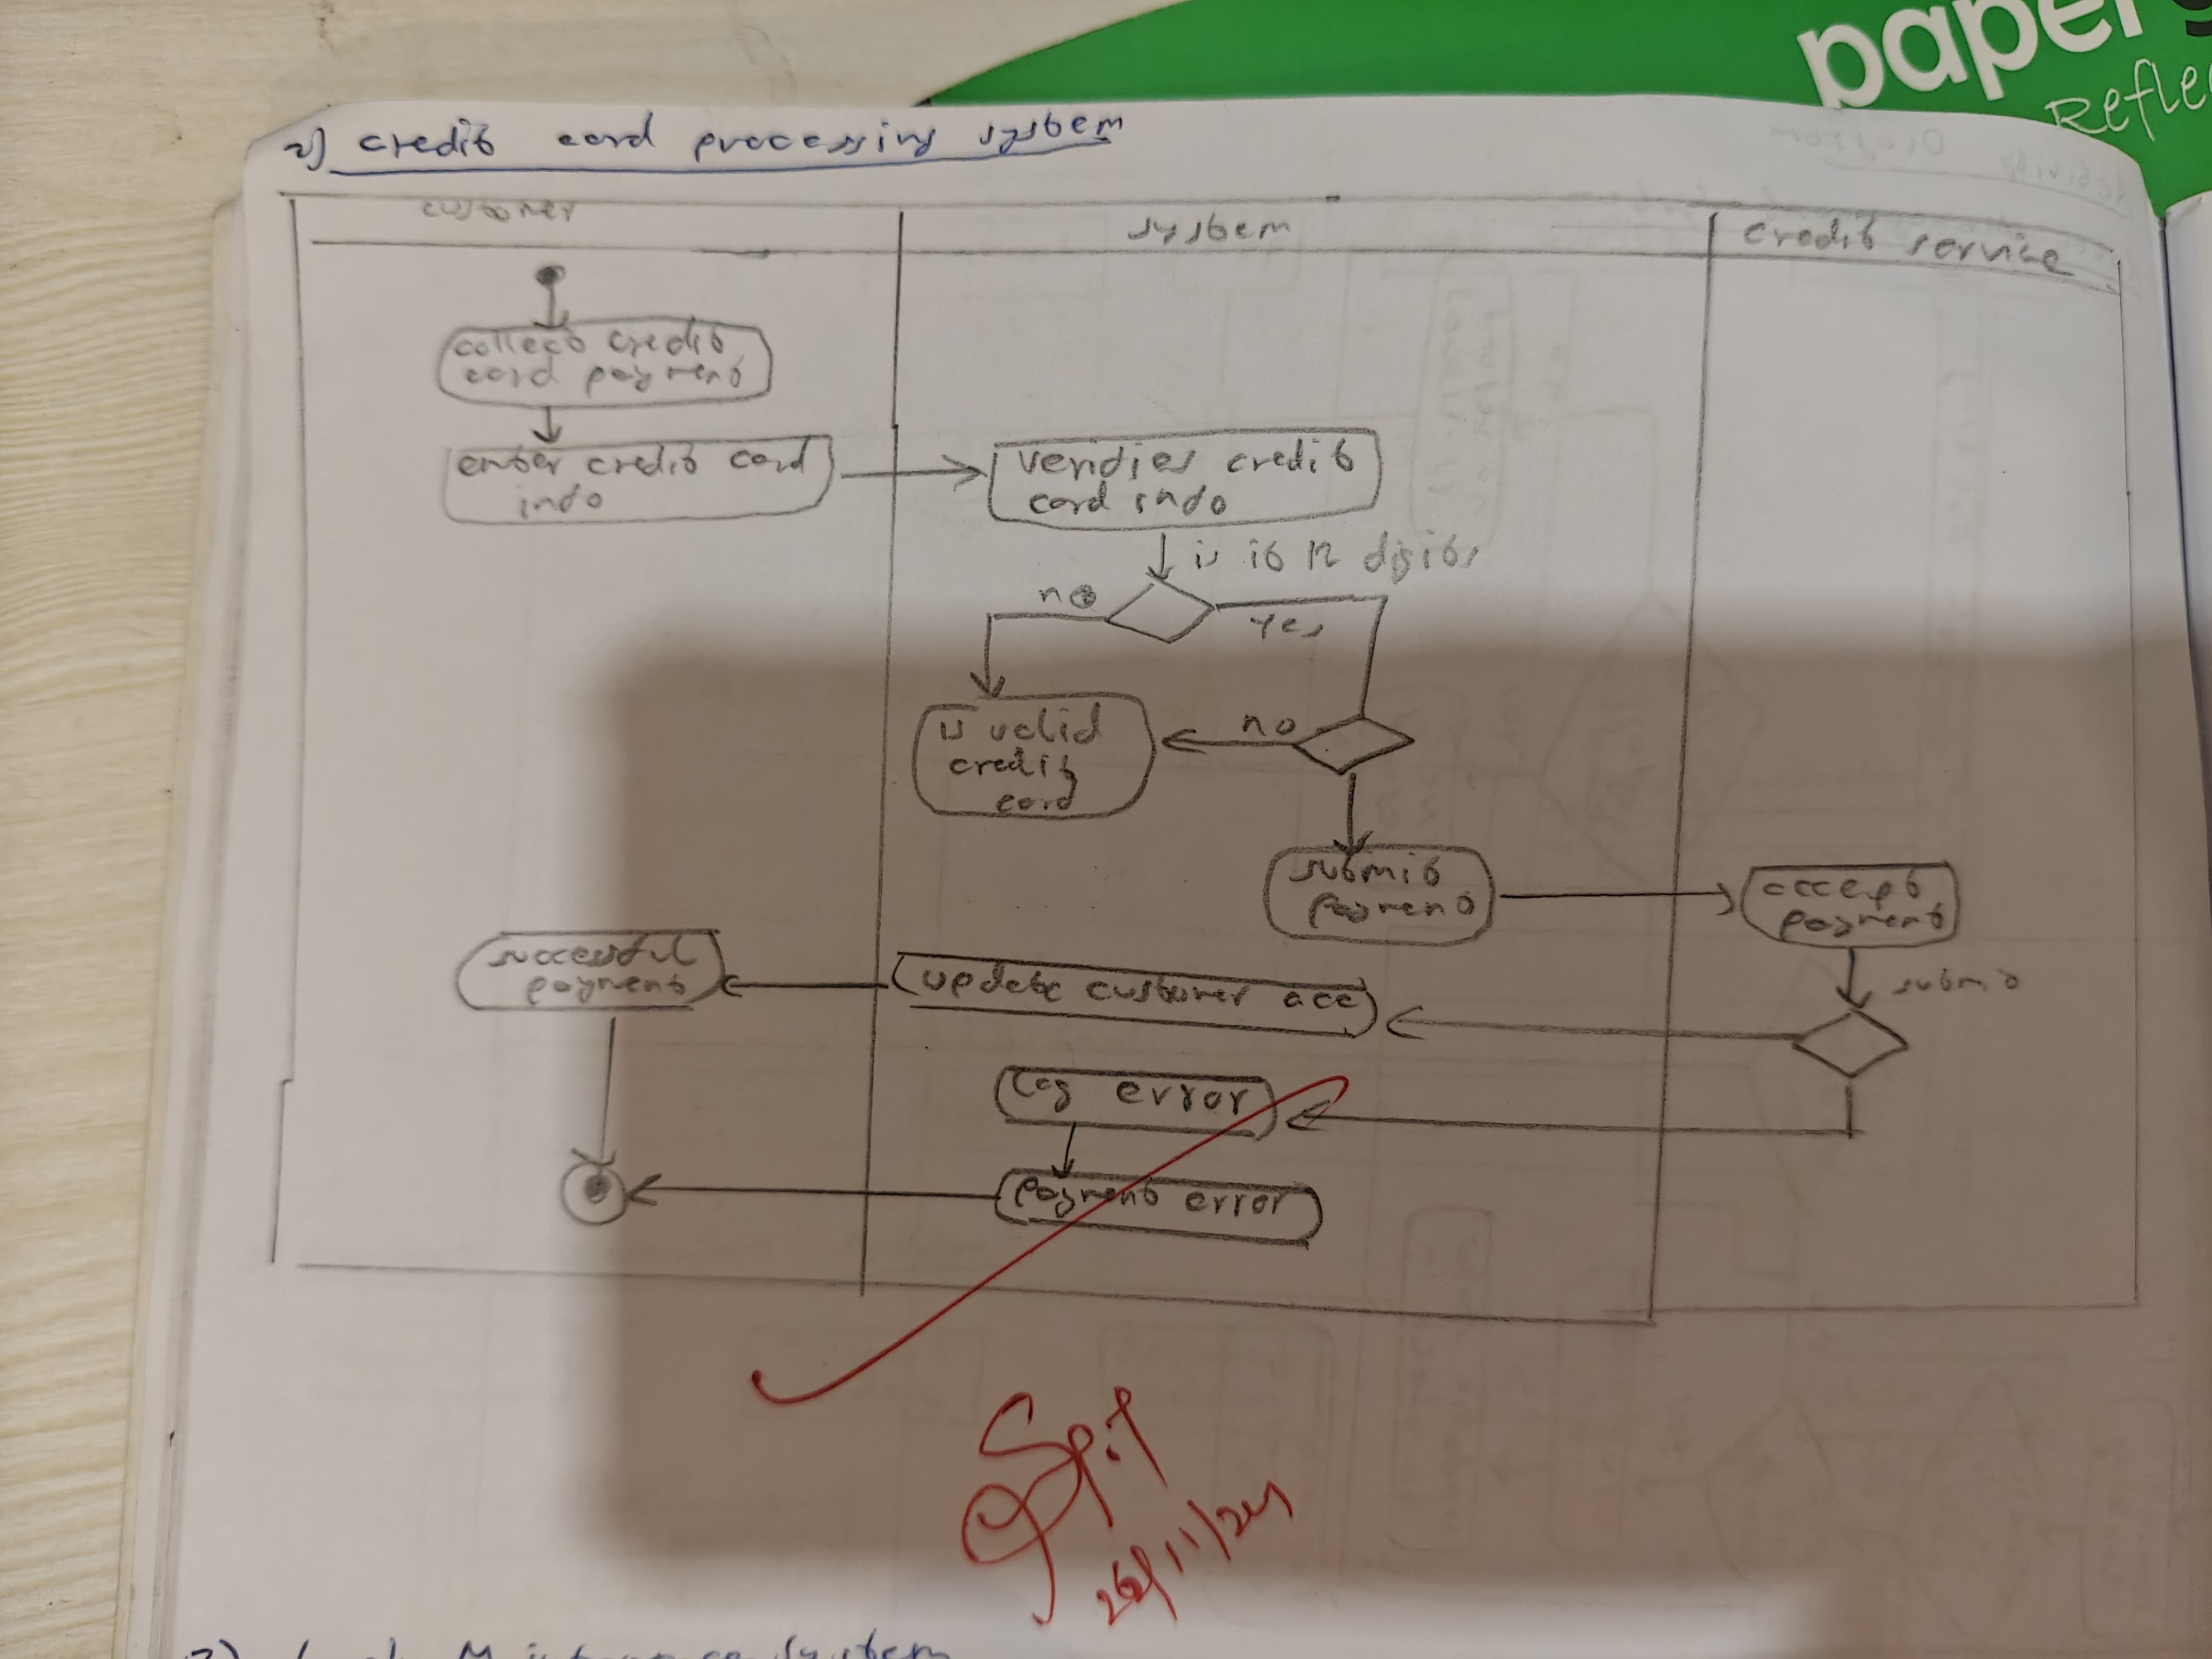 paper
Refle
2) credit card processing system
customer
system
credit service
collect credit
card payment
enter credit card
info
verifies credit
card info
is it 12 digits
no
Yes
is valid
credit
card
no
submit
payment
accept
payment
submit
successful
payment
update customer acc
log error
payment error
26/11/24
system